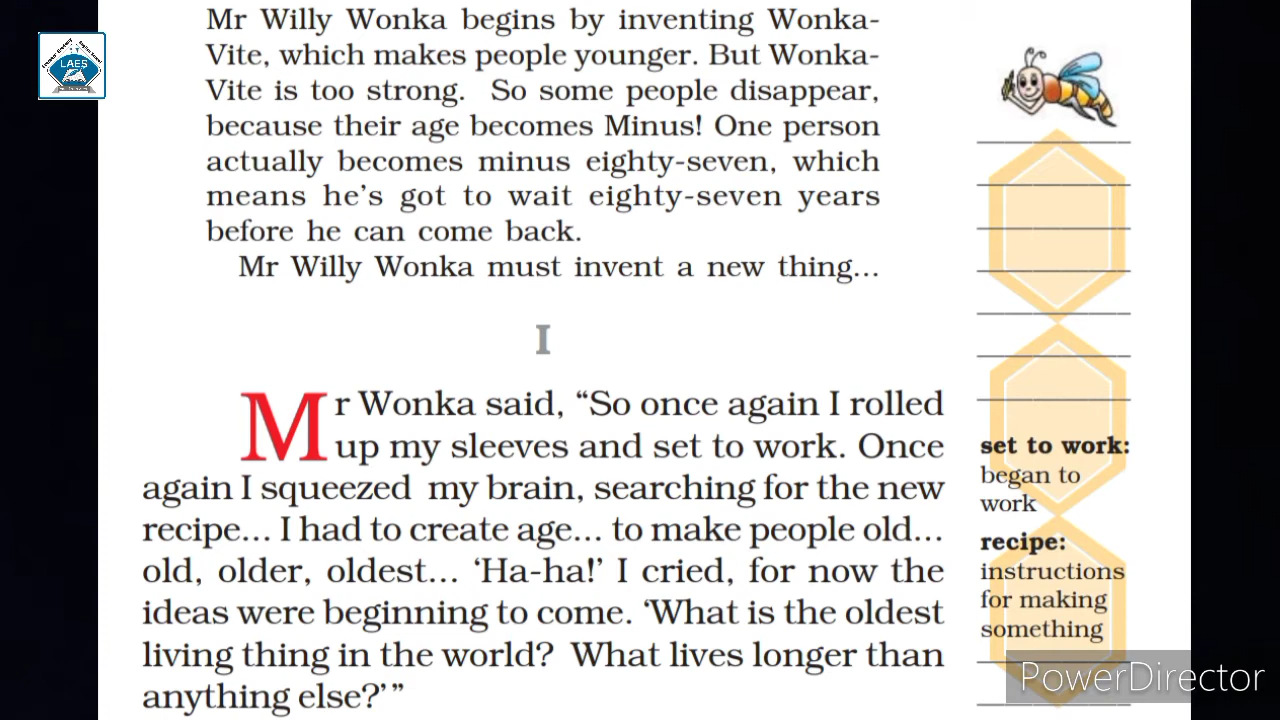 Mr Willy Wonka begins by inventing Wonka-
Vite, which makes people younger. But Wonka-
Vite is too strong. So some people disappear,
because their age becomes Minus! One person
actually becomes minus eighty-seven, which
means he's got to wait eighty-seven years
before he can come back.
Mr Willy Wonka must invent a new thing...
I
Mr Wonka said, “So once again I rolled
up my sleeves and set to work. Once
again I squeezed my brain, searching for the new
recipe... I had to create age... to make people old...
old, older, oldest... ‘Ha-ha!’ I cried, for now the
ideas were beginning to come. ‘What is the oldest
living thing in the world? What lives longer than
anything else?’”
set to work:
began to
work
recipe:
instructions
for making
something
LAES
PowerDirector